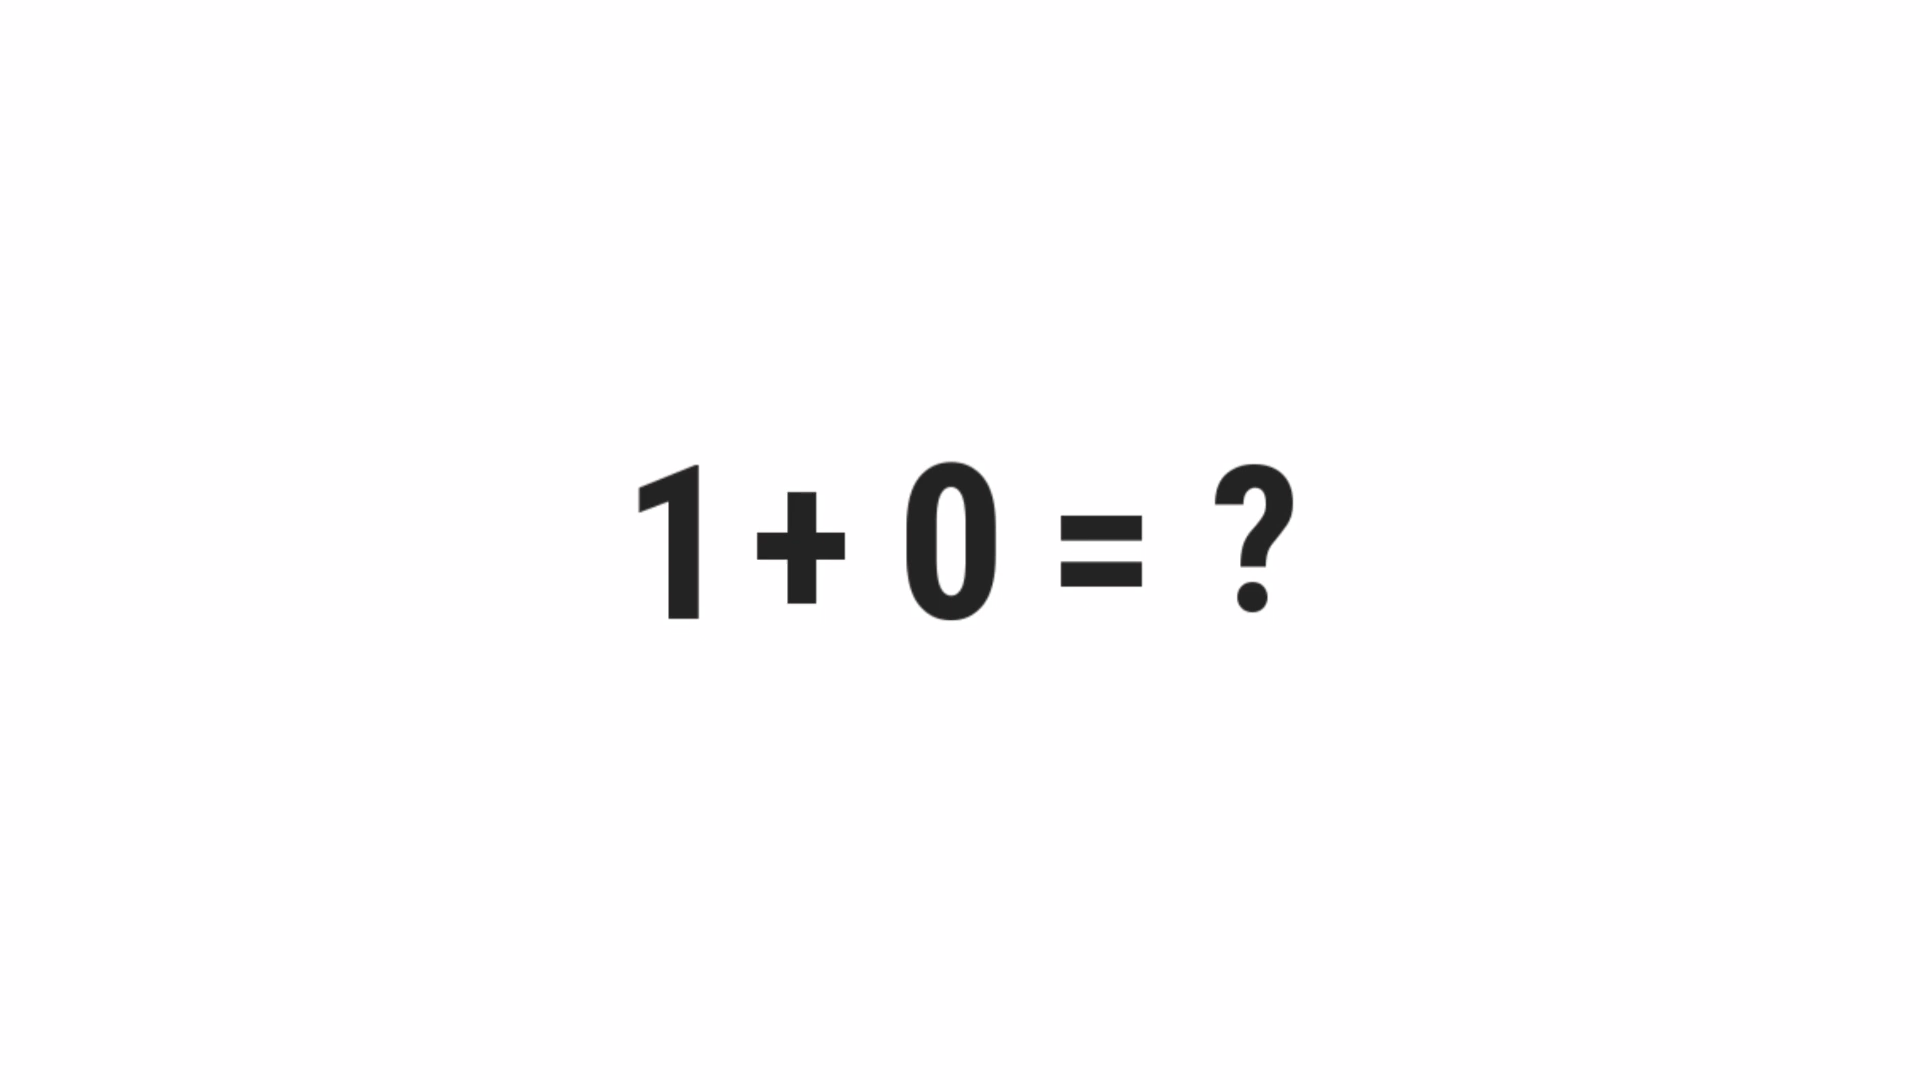 1 + 0 = ?